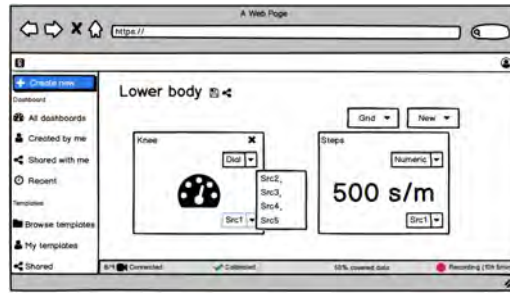 A Web Page
https://
+ Create new
Dashboard
All dashboards
Created by me
Shared with me
Recent
Templates
Browse templates
My templates
Shared
Lower body
Grid
New
Knee
Dial
Src1
Src2,
Src3,
Src4,
Src5
Steps
Numeric
500 s/m
Src1
Connected
Calibrated
covered data
Recording